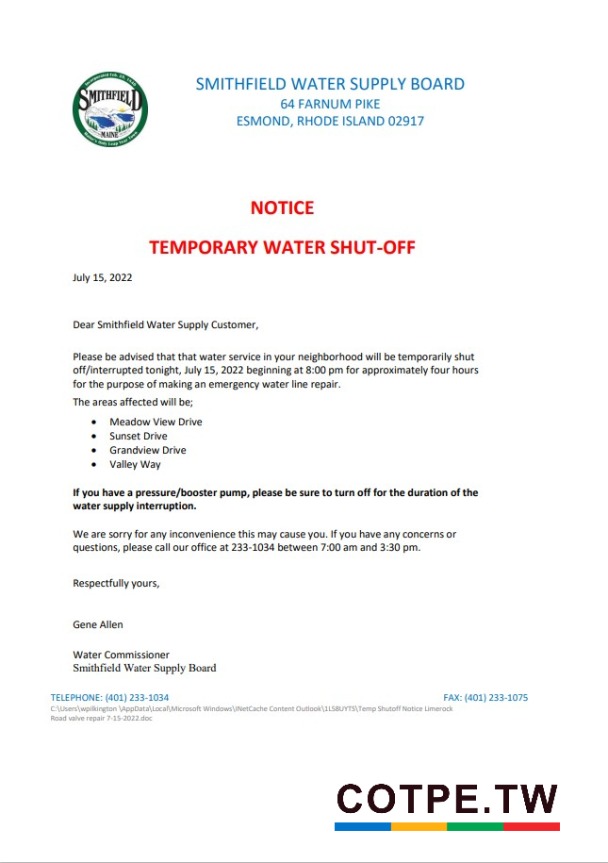 Incorporated Feb. 29, 1840
SMITHFIELD
MAINE
SMITHFIELD WATER SUPPLY BOARD
64 FARNUM PIKE
ESMOND, RHODE ISLAND 02917
NOTICE
TEMPORARY WATER SHUT-OFF
July 15, 2022
Dear Smithfield Water Supply Customer,
Please be advised that that water service in your neighborhood will be temporarily shut
off/interrupted tonight, July 15, 2022 beginning at 8:00 pm for approximately four hours
for the purpose of making an emergency water line repair.
The areas affected will be;
• Meadow View Drive
• Sunset Drive
• Grandview Drive
• Valley Way
If you have a pressure/booster pump, please be sure to turn off for the duration of the
water supply interruption.
We are sorry for any inconvenience this may cause you. If you have any concerns or
questions, please call our office at 233-1034 between 7:00 am and 3:30 pm.
Respectfully yours,
Gene Allen
Water Commissioner
Smithfield Water Supply Board
TELEPHONE: (401) 233-1034 FAX: (401) 233-1075
C:\Users\wpilkington \AppData\Local\Microsoft Windows\INetCache Content Outlook\1LSBUYTS\Temp Shutoff Notice Limerock
Road valve repair 7-15-2022.doc
COTPE.TW